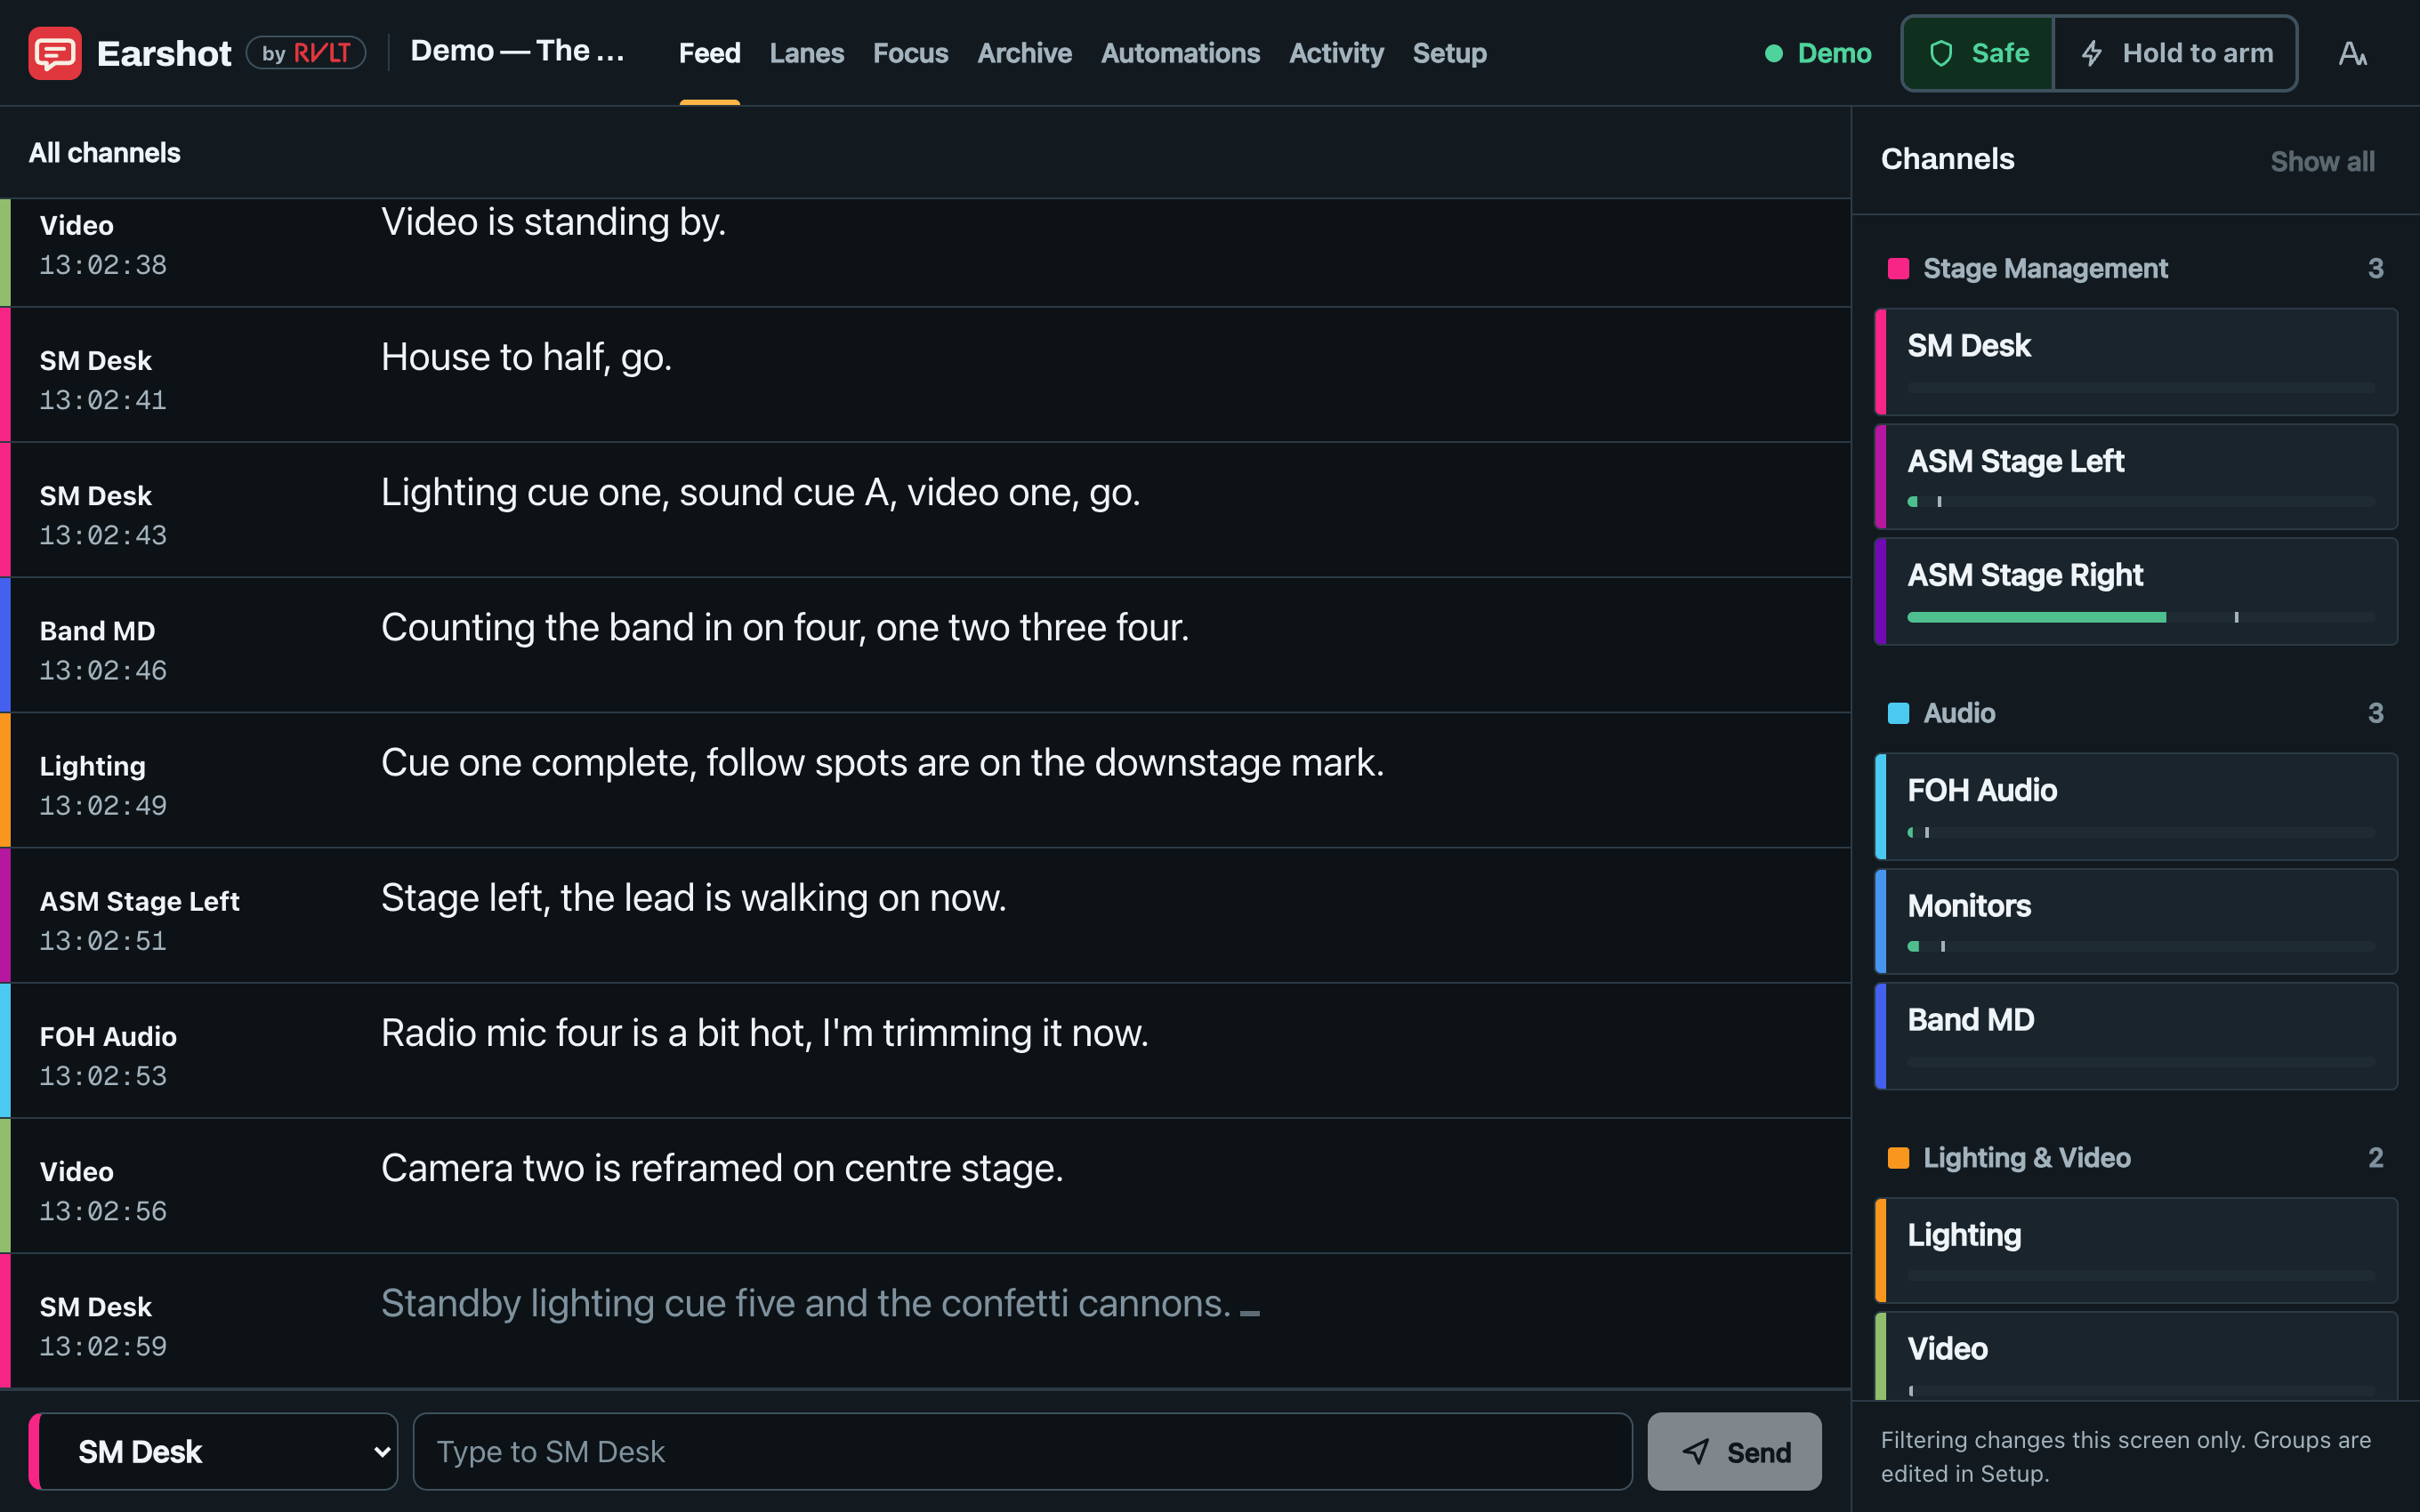 Earshot by RVLT Demo — The ... Feed Lanes Focus Archive Automations Activity Setup Demo Safe Hold to arm AA
All channels
Video
13:02:38
Video is standing by.
SM Desk
13:02:41
House to half, go.
SM Desk
13:02:43
Lighting cue one, sound cue A, video one, go.
Band MD
13:02:46
Counting the band in on four, one two three four.
Lighting
13:02:49
Cue one complete, follow spots are on the downstage mark.
ASM Stage Left
13:02:51
Stage left, the lead is walking on now.
FOH Audio
13:02:53
Radio mic four is a bit hot, I'm trimming it now.
Video
13:02:56
Camera two is reframed on centre stage.
SM Desk
13:02:59
Standby lighting cue five and the confetti cannons.
SM Desk
Type to SM Desk
Send
Channels
Show all
Stage Management 3
SM Desk
ASM Stage Left
ASM Stage Right
Audio 3
FOH Audio
Monitors
Band MD
Lighting & Video 2
Lighting
Video
Filtering changes this screen only. Groups are
edited in Setup.